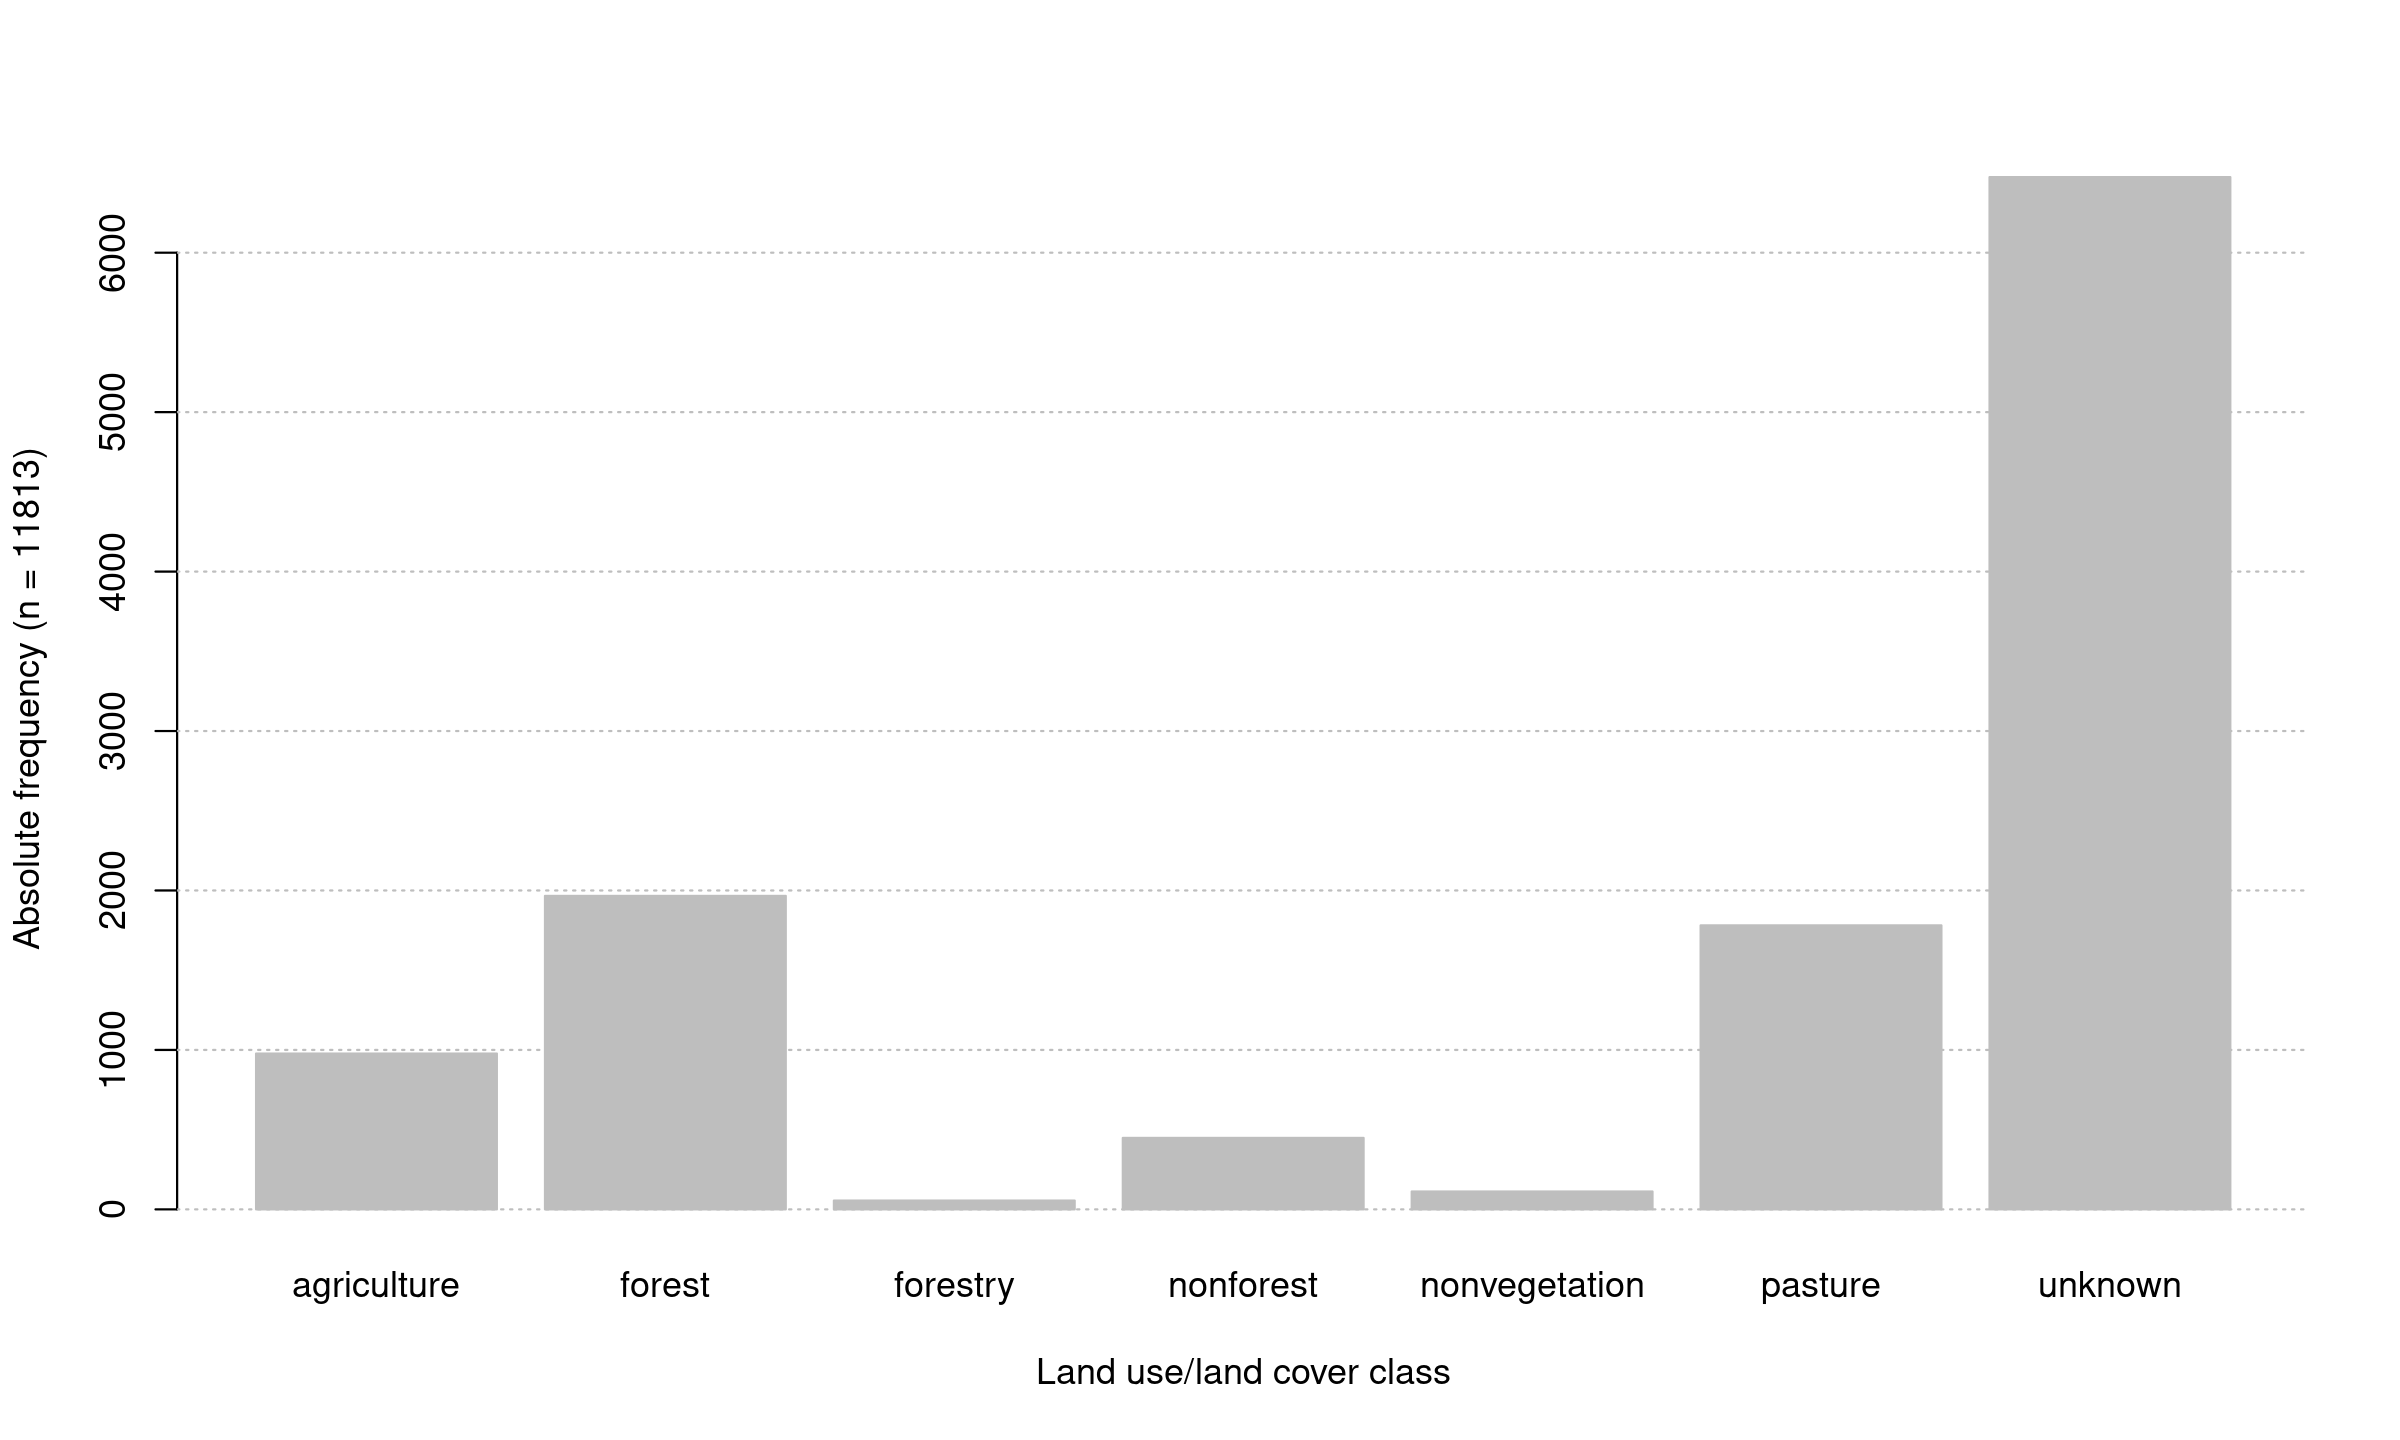 Absolute frequency (n = 11813)
6000
5000
4000
3000
2000
1000
0
agriculture forest forestry nonforest nonvegetation pasture unknown
Land use/land cover class